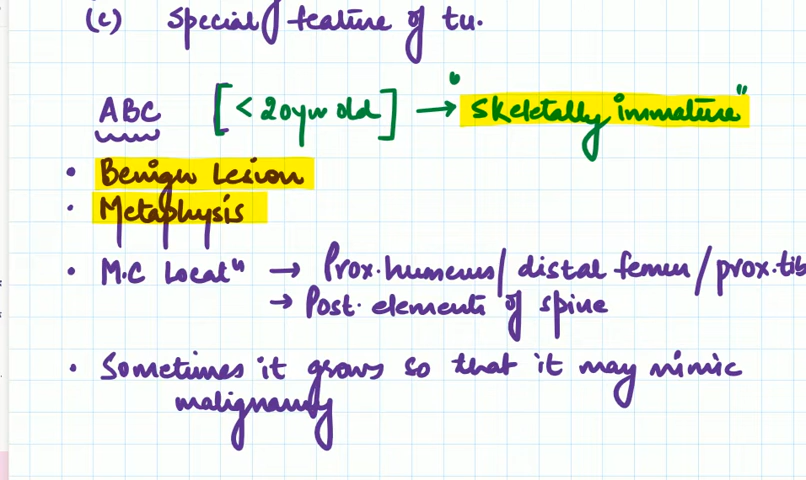 (c) Special feature of tu.
ABC [<20yr old] → "Skeletally immature"
• Benign Lesion
• Metaphysis
• M.C Locatⁿ → Prox. humerus/ distal femur/prox.tib
→ Post. elements of spine
• Sometimes it grows so that it may mimic
malignancy